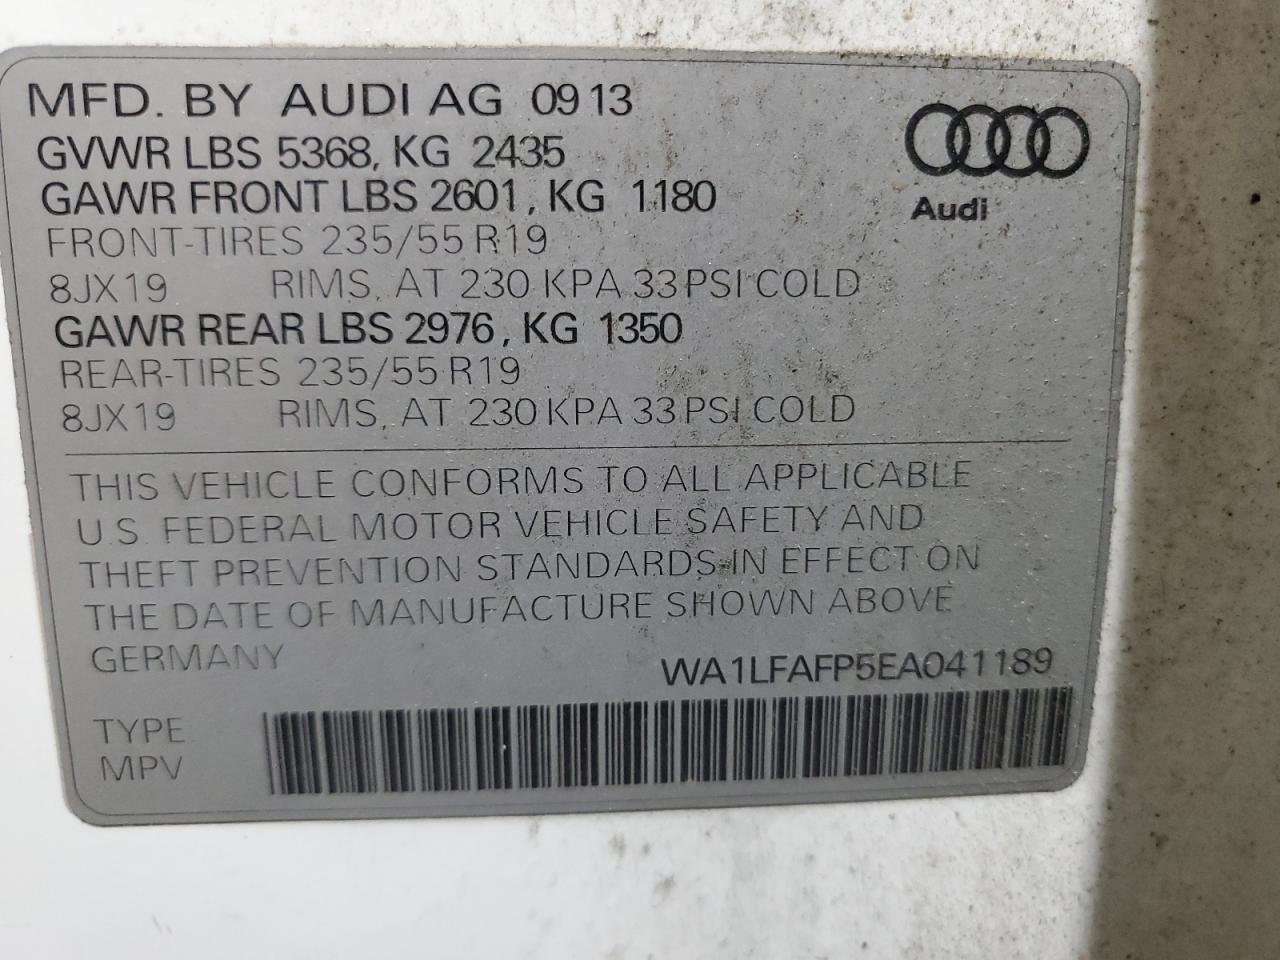 MFD. BY AUDI AG 0913
GVWR LBS 5368, KG 2435
GAWR FRONT LBS 2601, KG 1180
FRONT-TIRES 235/55 R19
8JX19 RIMS, AT 230 KPA 33 PSI COLD
GAWR REAR LBS 2976, KG 1350
REAR-TIRES 235/55 R19
8JX19 RIMS, AT 230 KPA 33 PSI COLD
Audi
THIS VEHICLE CONFORMS TO ALL APPLICABLE
U.S. FEDERAL MOTOR VEHICLE SAFETY AND
THEFT PREVENTION STANDARDS IN EFFECT ON
THE DATE OF MANUFACTURE SHOWN ABOVE
GERMANY WA1LFAFP5EA041189
TYPE
MPV